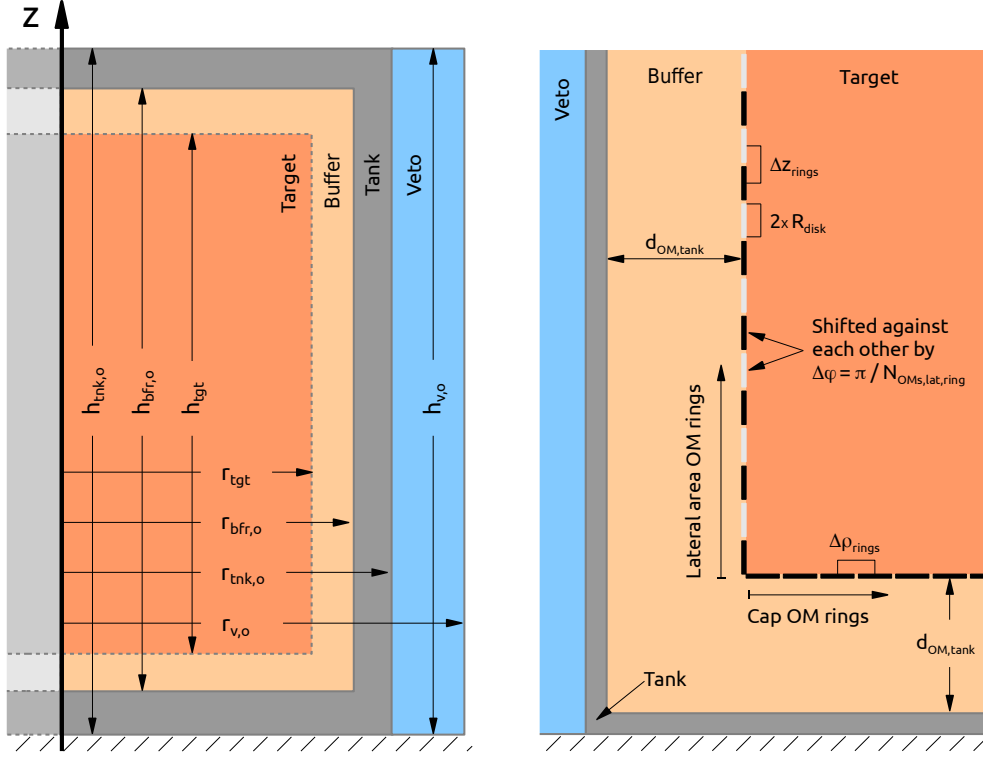 z
Target
Buffer
Tank
Veto
h_tnk,o
h_bfr,o
h_tgt
h_v,o
r_tgt
r_bfr,o
r_tnk,o
r_v,o
Veto
Buffer
Target
Δz_rings
2x R_disk
d_OM,tank
Shifted against
each other by
Δφ = π / N_OMs,lat,ring
Lateral area OM rings
Δρ_rings
Cap OM rings
d_OM,tank
Tank